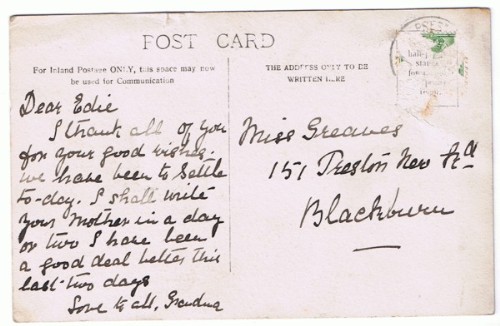 POST CARD
For Inland Postage ONLY, this space may now
be used for Communication
THE ADDRESS ONLY TO BE
WRITTEN HERE
Dear Edie
I thank all of you
for your good wishes.
we have been to Settle
to-day. I shall write
your Mother in a day
or two I have been
a good deal better this
last two days
Love to all, Grandma
Miss Greaves
151 Preston New Rd
Blackburn